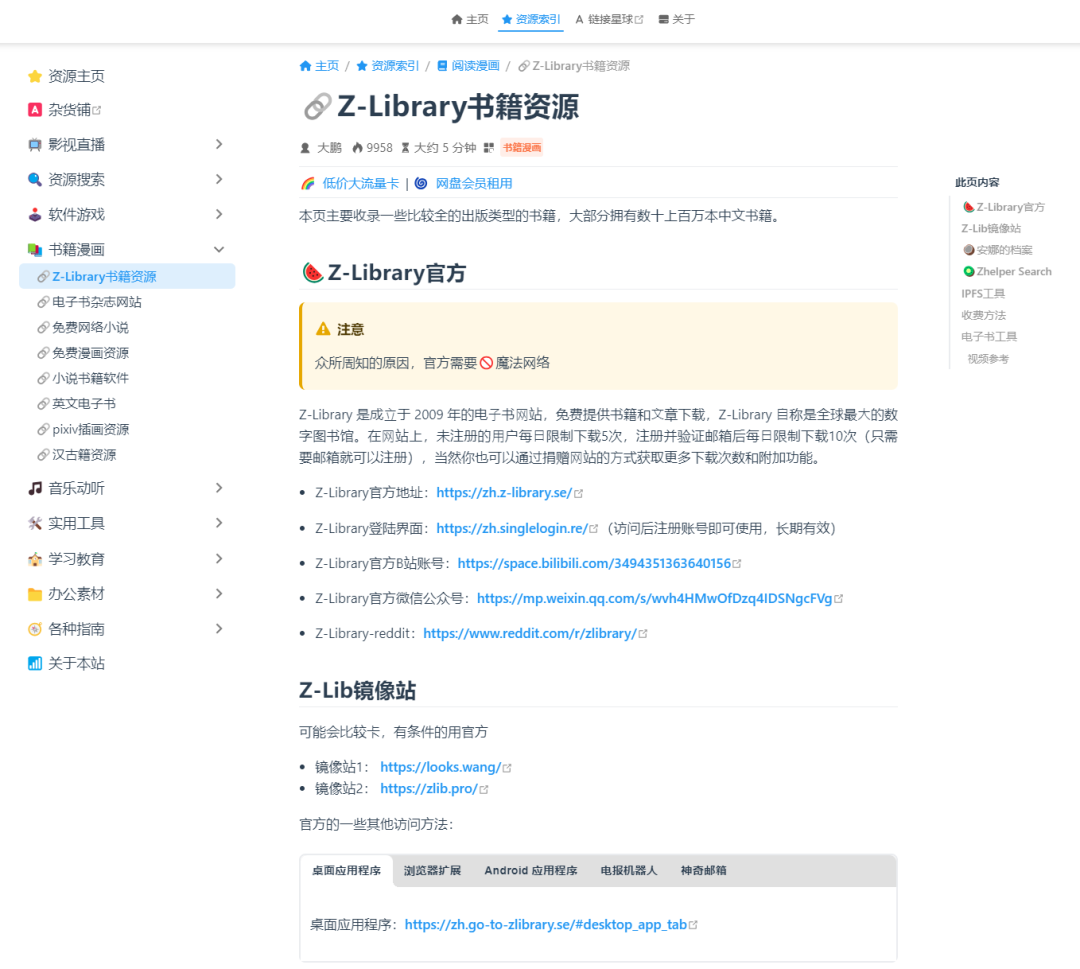 主页 资源索引 链接星球 关于
资源主页
杂货铺
影视直播
资源搜索
软件游戏
书籍漫画
Z-Library书籍资源
电子书杂志网站
免费网络小说
免费漫画资源
小说书籍软件
英文电子书
pixiv插画资源
汉古籍资源
音乐动听
实用工具
学习教育
办公素材
各种指南
关于本站
主页 / 资源索引 / 阅读漫画 / Z-Library书籍资源
Z-Library书籍资源
大鹏 9958 大约 5 分钟 书籍漫画
低价大流量卡 | 网盘会员租用
本页主要收录一些比较全的出版类型的书籍，大部分拥有数十上百万本中文书籍。
Z-Library官方
注意
众所周知的原因，官方需要🚫魔法网络
Z-Library 是成立于 2009 年的电子书网站，免费提供书籍和文章下载，Z-Library 自称是全球最大的数
字图书馆。在网站上，未注册的用户每日限制下载5次，注册并验证邮箱后每日限制下载10次（只需
要邮箱就可以注册），当然你也可以通过捐赠网站的方式获取更多下载次数和附加功能。
• Z-Library官方地址：https://zh.z-library.se/
• Z-Library登陆界面：https://zh.singlelogin.re/（访问后注册账号即可使用，长期有效）
• Z-Library官方B站账号：https://space.bilibili.com/3494351363640156
• Z-Library官方微信公众号：https://mp.weixin.qq.com/s/wvh4HMwOfDzq4IDSNgcFVg
• Z-Library-reddit：https://www.reddit.com/r/zlibrary/
Z-Lib镜像站
可能会比较卡，有条件的用官方
• 镜像站1： https://looks.wang/
• 镜像站2： https://zlib.pro/
官方的一些其他访问方法：
桌面应用程序 浏览器扩展 Android 应用程序 电报机器人 神奇邮箱
桌面应用程序：https://zh.go-to-zlibrary.se/#desktop_app_tab
此页内容
Z-Library官方
Z-Lib镜像站
安娜的档案
Zhelper Search
IPFS工具
收费方法
电子书工具
视频参考